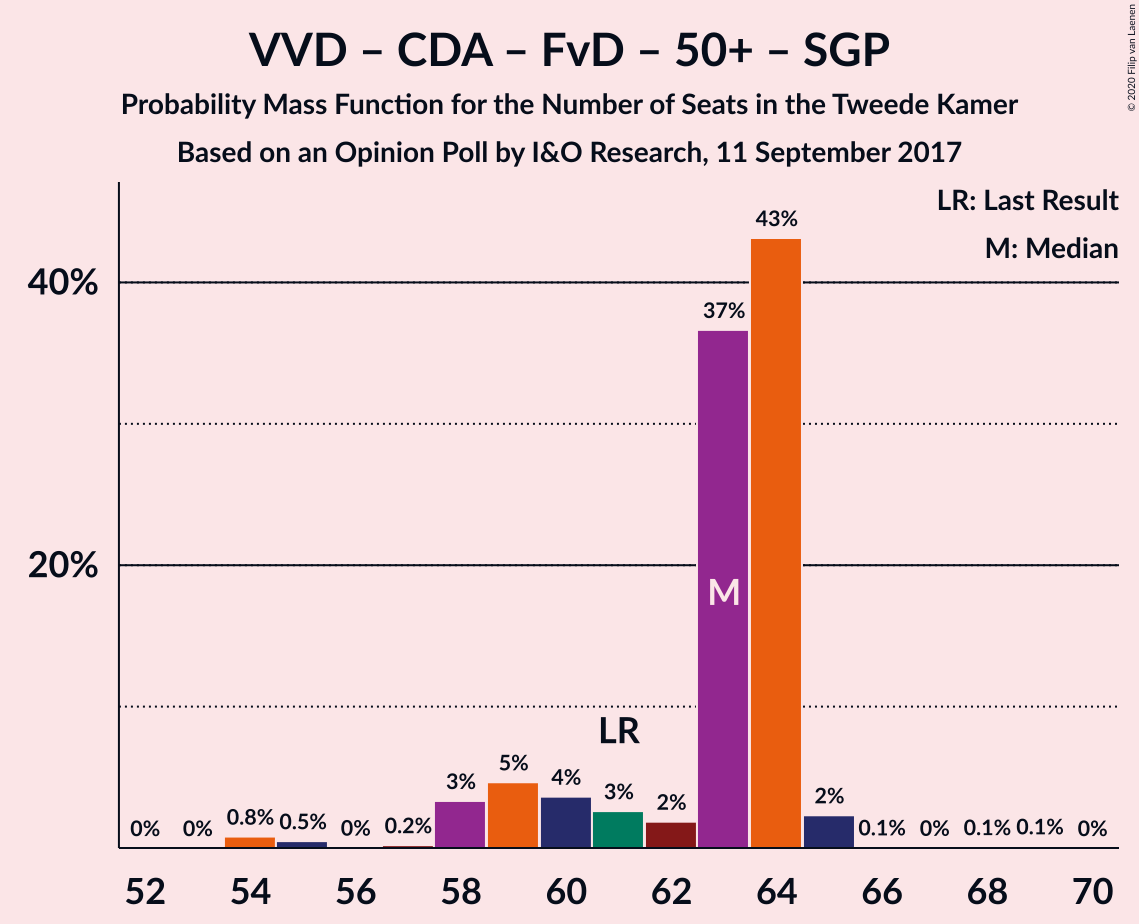 VVD – CDA – FvD – 50+ – SGP
Probability Mass Function for the Number of Seats in the Tweede Kamer
Based on an Opinion Poll by I&O Research, 11 September 2017
© 2020 Filip van Laenen
LR: Last Result
M: Median
40%
20%
0%
0%
0.8%
0.5%
0%
0.2%
3%
5%
4%
3%
2%
37%
43%
2%
0.1%
0%
0.1%
0.1%
0%
LR
M
52 54 56 58 60 62 64 66 68 70